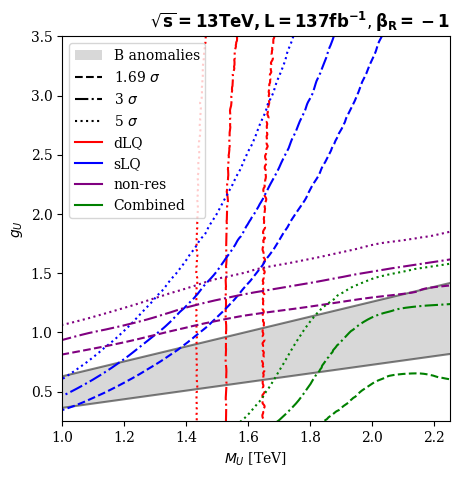 √s = 13TeV, L = 137fb⁻¹, β_R = −1
B anomalies
1.69 σ
3 σ
5 σ
dLQ
sLQ
non-res
Combined
g_U
3.5
3.0
2.5
2.0
1.5
1.0
0.5
1.0 1.2 1.4 1.6 1.8 2.0 2.2
M_U [TeV]